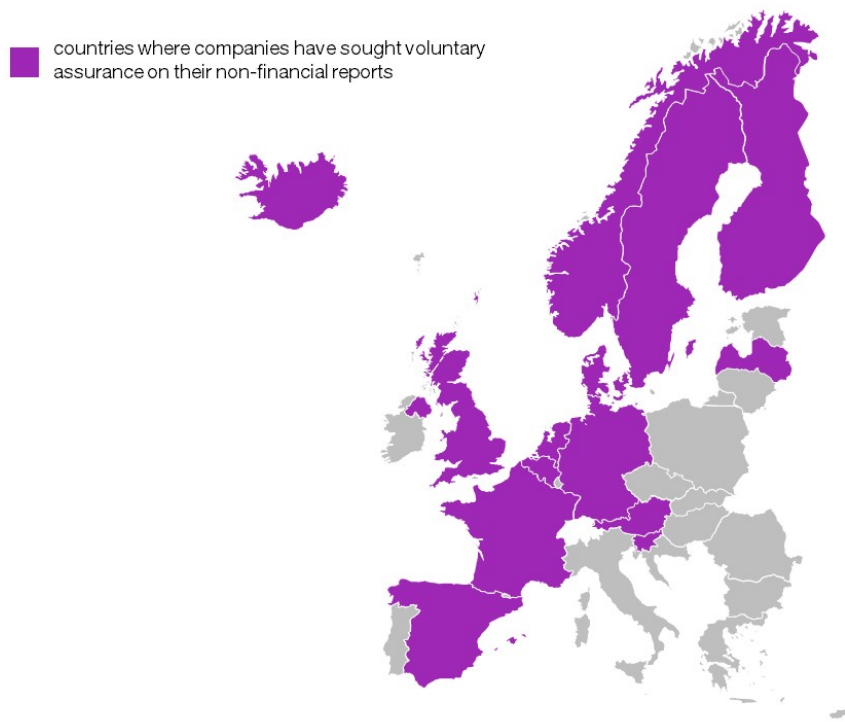 countries where companies have sought voluntary
assurance on their non-financial reports